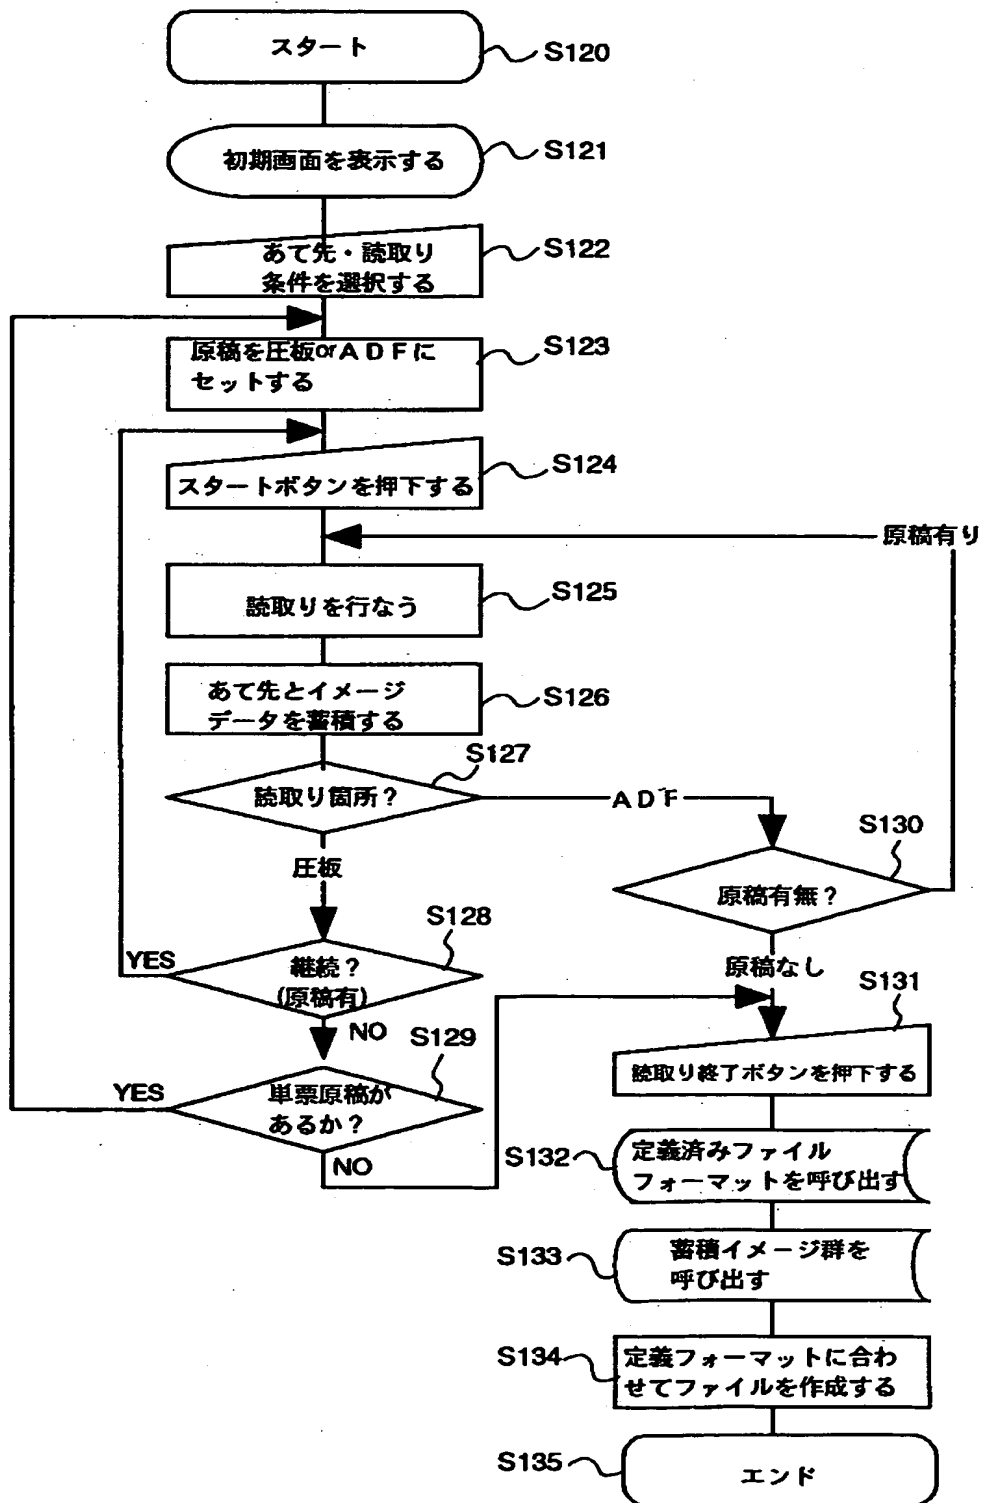 スタート
S120
初期画面を表示する
S121
あて先・読取り
条件を選択する
S122
原稿を圧板orADFに
セットする
S123
スタートボタンを押下する
S124
原稿有り
読取りを行なう
S125
あて先とイメージ
データを蓄積する
S126
読取り箇所?
S127
ADF
圧板
原稿有無?
S130
原稿なし
継続?
(原稿有)
S128
YES
NO
単票原稿が
あるか?
S129
YES
NO
読取り終了ボタンを押下する
S131
S132
定義済みファイル
フォーマットを呼び出す
S133
蓄積イメージ群を
呼び出す
S134
定義フォーマットに合わ
せてファイルを作成する
S135
エンド